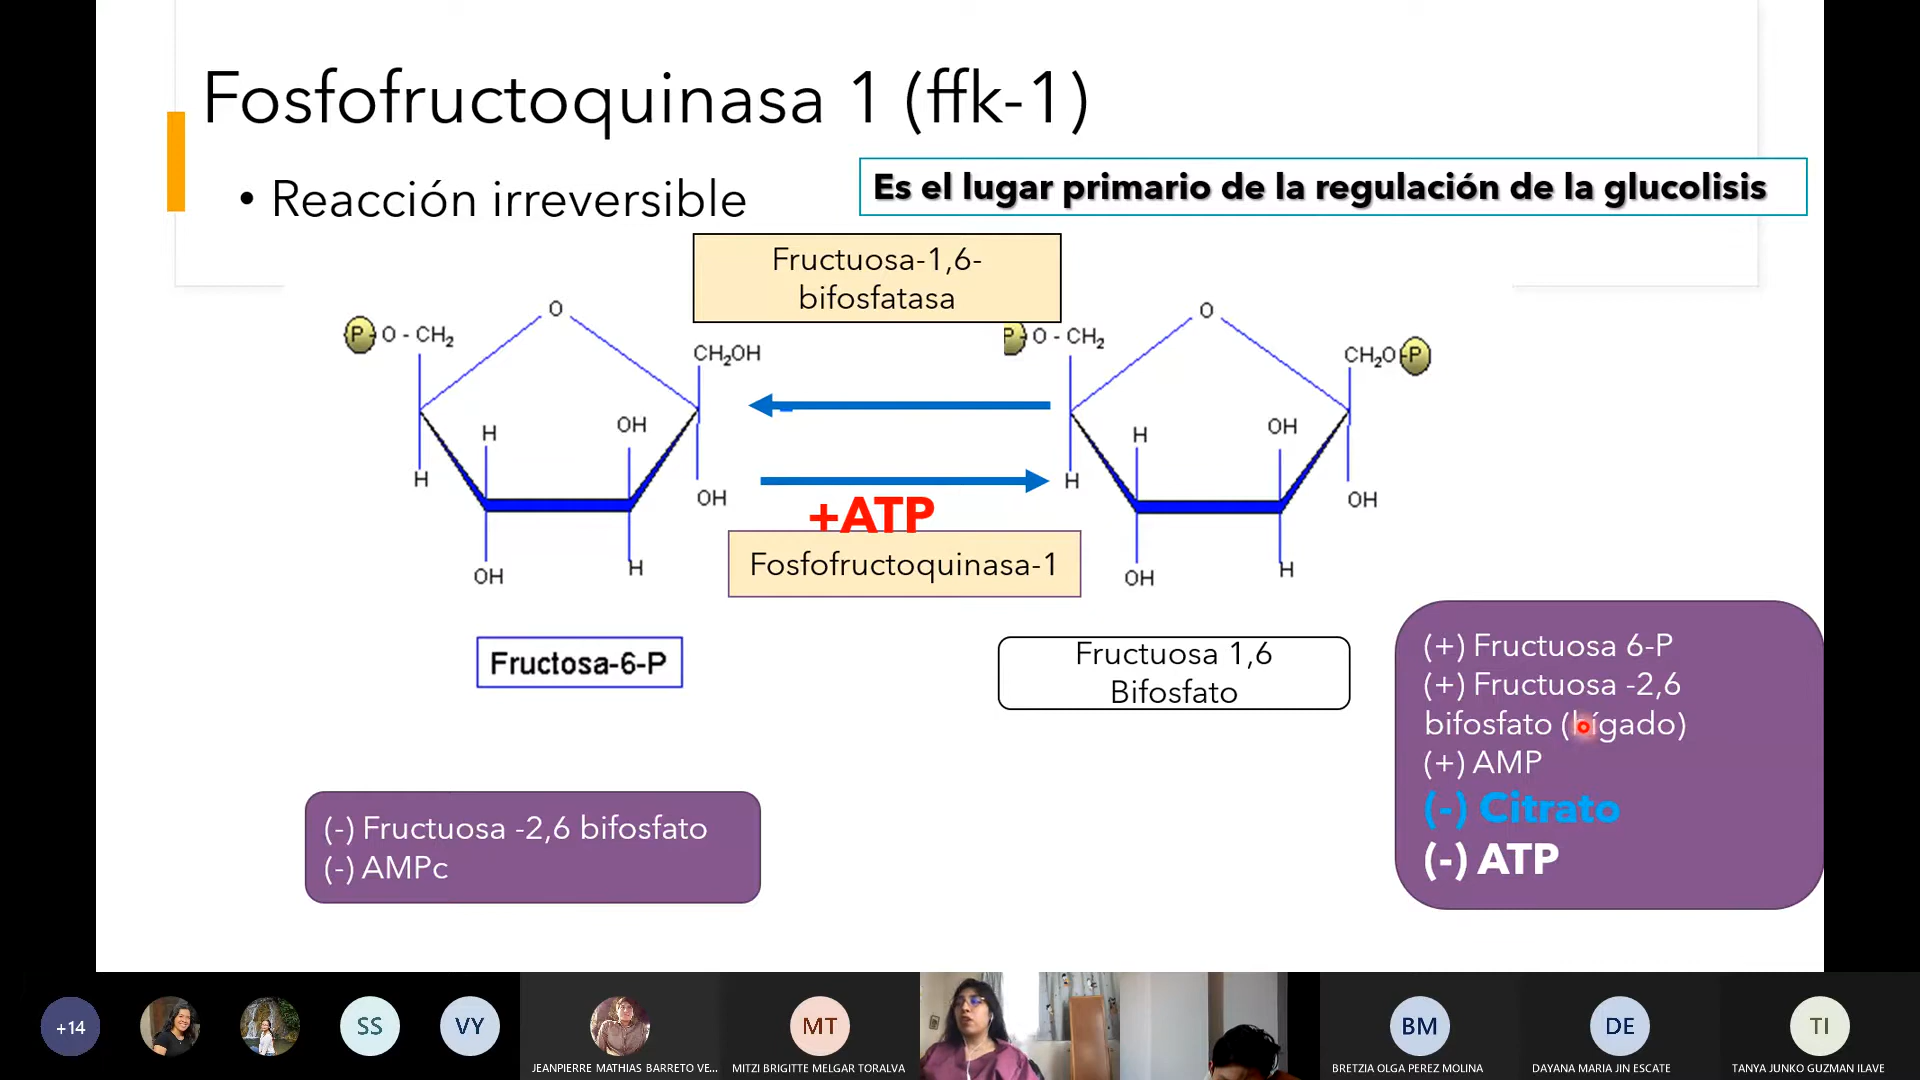 Fosfofructoquinasa 1 (ffk-1)
• Reacción irreversible
Es el lugar primario de la regulación de la glucolisis
Fructuosa-1,6-
bifosfatasa
O
O
P - O - CH2
CH2OH
P O - CH2
CH2O-P
H
OH
H
OH
H
OH
H
OH
+ATP
Fosfofructoquinasa-1
OH
H
OH
H
Fructosa-6-P
Fructuosa 1,6
Bifosfato
(+) Fructuosa 6-P
(+) Fructuosa -2,6
bifosfato (hígado)
(+) AMP
(-) Citrato
(-) ATP
(-) Fructuosa -2,6 bifosfato
(-) AMPc
+14
SS
VY
MT
BM
DE
TI
JEANPIERRE MATHIAS BARRETO VE...
MITZI BRIGITTE MELGAR TORALVA
BRETZIA OLGA PEREZ MOLINA
DAYANA MARIA JIN ESCATE
TANYA JUNKO GUZMAN ILAVE